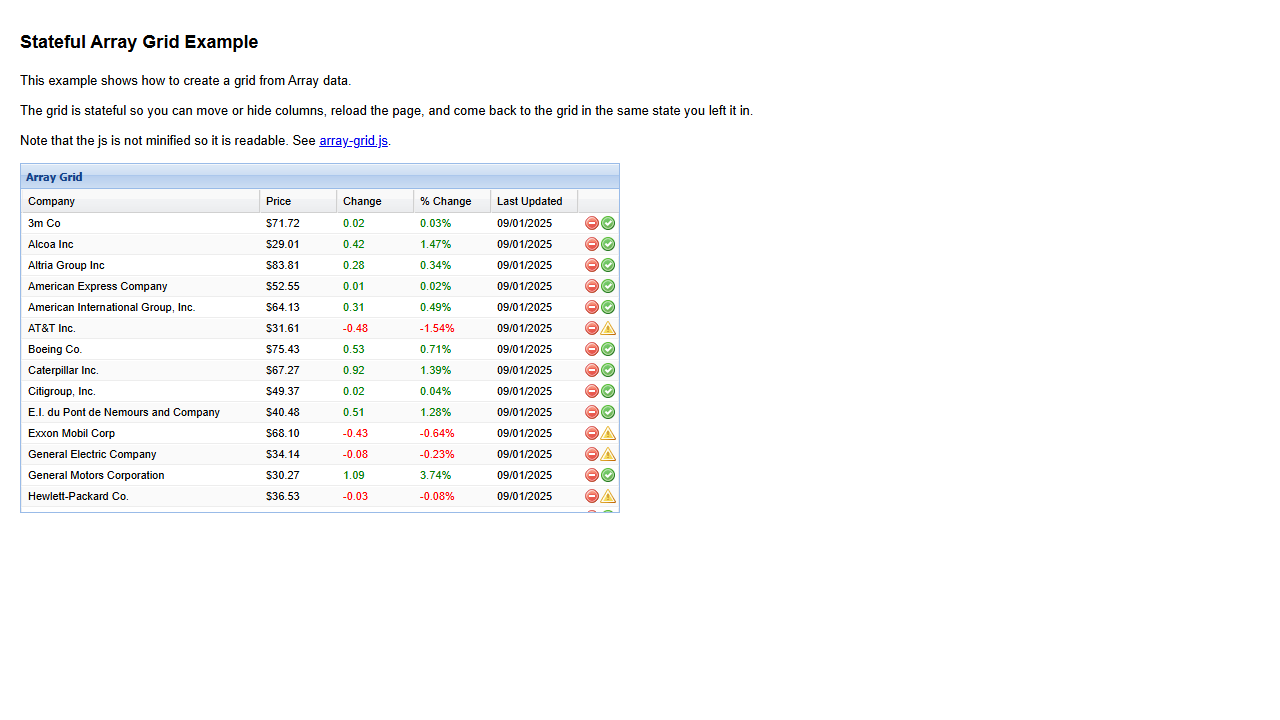 Stateful Array Grid Example
This example shows how to create a grid from Array data.
The grid is stateful so you can move or hide columns, reload the page, and come back to the grid in the same state you left it in.
Note that the js is not minified so it is readable. See array-grid.js.
Array Grid
Company Price Change % Change Last Updated
3m Co $71.72 0.02 0.03% 09/01/2025
Alcoa Inc $29.01 0.42 1.47% 09/01/2025
Altria Group Inc $83.81 0.28 0.34% 09/01/2025
American Express Company $52.55 0.01 0.02% 09/01/2025
American International Group, Inc. $64.13 0.31 0.49% 09/01/2025
AT&T Inc. $31.61 -0.48 -1.54% 09/01/2025
Boeing Co. $75.43 0.53 0.71% 09/01/2025
Caterpillar Inc. $67.27 0.92 1.39% 09/01/2025
Citigroup, Inc. $49.37 0.02 0.04% 09/01/2025
E.I. du Pont de Nemours and Company $40.48 0.51 1.28% 09/01/2025
Exxon Mobil Corp $68.10 -0.43 -0.64% 09/01/2025
General Electric Company $34.14 -0.08 -0.23% 09/01/2025
General Motors Corporation $30.27 1.09 3.74% 09/01/2025
Hewlett-Packard Co. $36.53 -0.03 -0.08% 09/01/2025